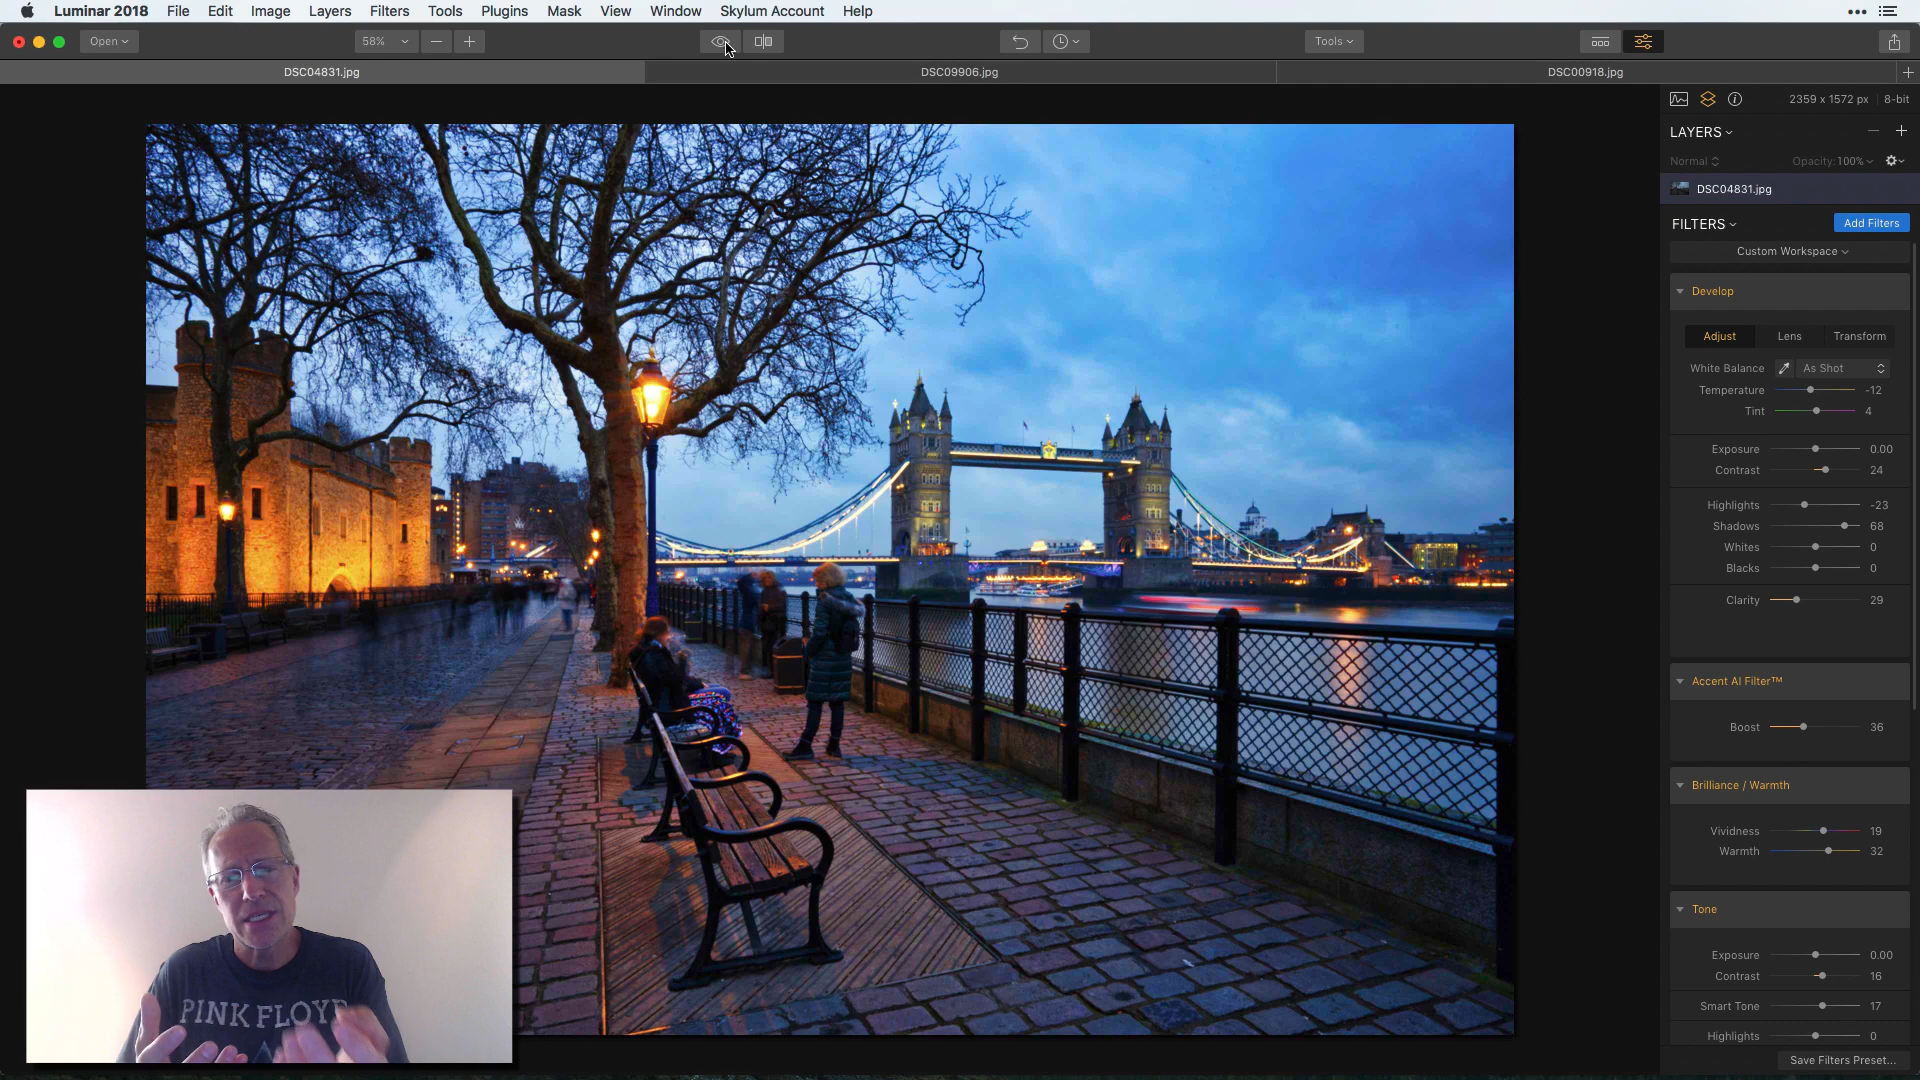 Luminar 2018 File Edit Image Layers Filters Tools Plugins Mask View Window Skylum Account Help
Open 58% Tools
DSC04831.jpg DSC09906.jpg DSC00918.jpg
2359 x 1572 px 8-bit
LAYERS
Normal Opacity: 100%
DSC04831.jpg
FILTERS Add Filters
Custom Workspace
Develop
Adjust Lens Transform
White Balance As Shot
Temperature -12
Tint 4
Exposure 0.00
Contrast 24
Highlights -23
Shadows 68
Whites 0
Blacks 0
Clarity 29
Accent AI Filter™
Boost 36
Brilliance / Warmth
Vividness 19
Warmth 32
Tone
Exposure 0.00
Contrast 16
Smart Tone 17
Highlights 0
Save Filters Preset...
PINK FLOYD